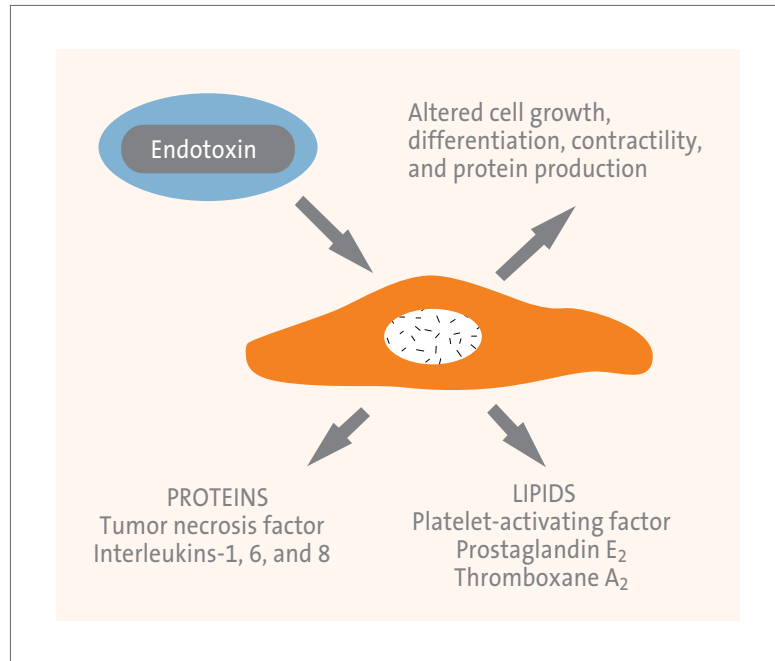 Endotoxin
Altered cell growth,
differentiation, contractility,
and protein production
PROTEINS
Tumor necrosis factor
Interleukins-1, 6, and 8
LIPIDS
Platelet-activating factor
Prostaglandin E₂
Thromboxane A₂